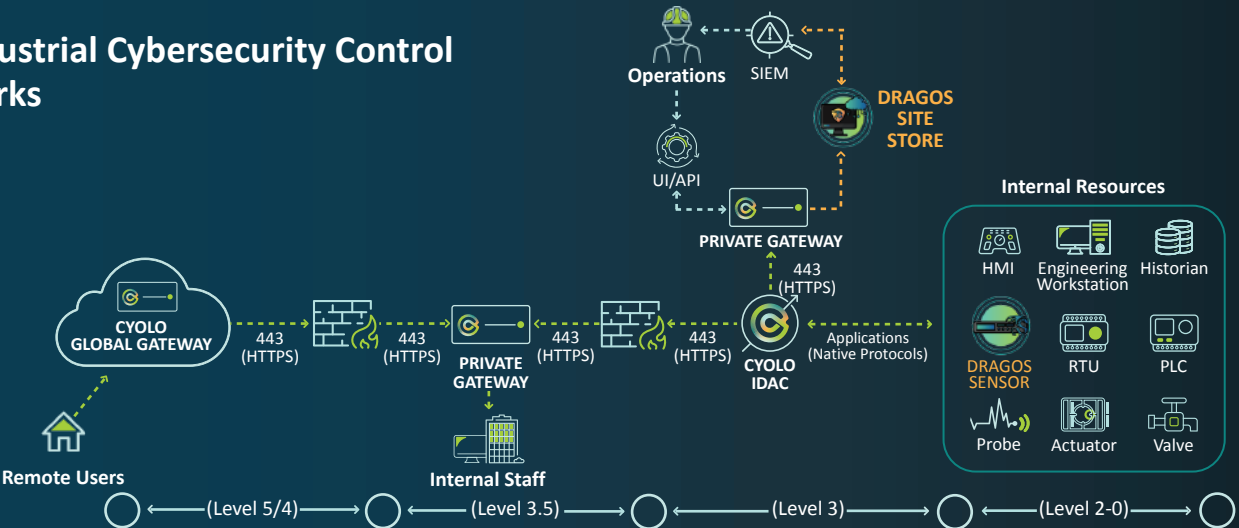 ustrial Cybersecurity Control
rks
Operations
SIEM
DRAGOS
SITE
STORE
UI/API
PRIVATE GATEWAY
443
(HTTPS)
CYOLO
GLOBAL GATEWAY
443
(HTTPS)
443
(HTTPS)
PRIVATE
GATEWAY
443
(HTTPS)
443
(HTTPS)
CYOLO
IDAC
Applications
(Native Protocols)
Internal Resources
HMI
Engineering
Workstation
Historian
DRAGOS
SENSOR
RTU
PLC
Probe
Actuator
Valve
Remote Users
Internal Staff
(Level 5/4)
(Level 3.5)
(Level 3)
(Level 2-0)